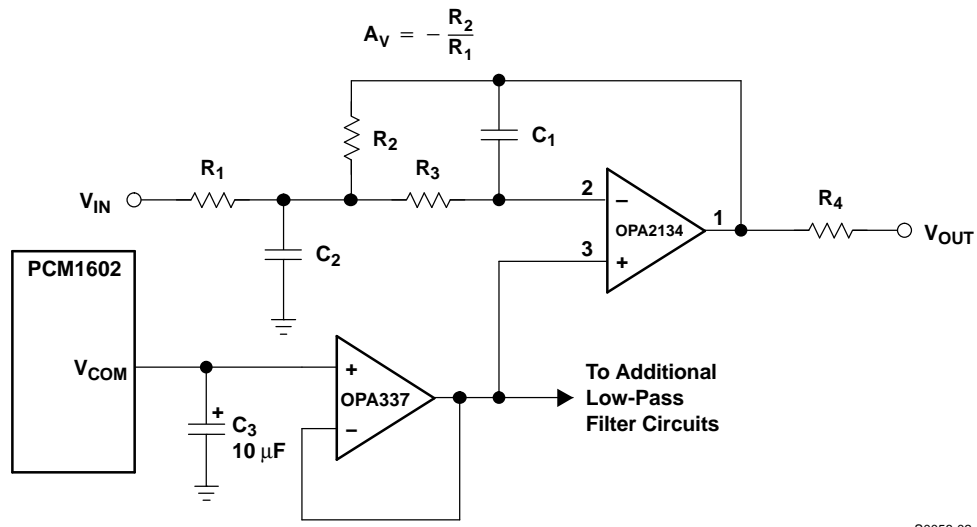 A_V = − R_2 / R_1
R_2
C_1
R_1
R_3
V_IN
2
−
OPA2134
1
R_4
V_OUT
3
+
C_2
PCM1602
V_COM
+
OPA337
−
+
C_3
10 μF
To Additional
Low-Pass
Filter Circuits